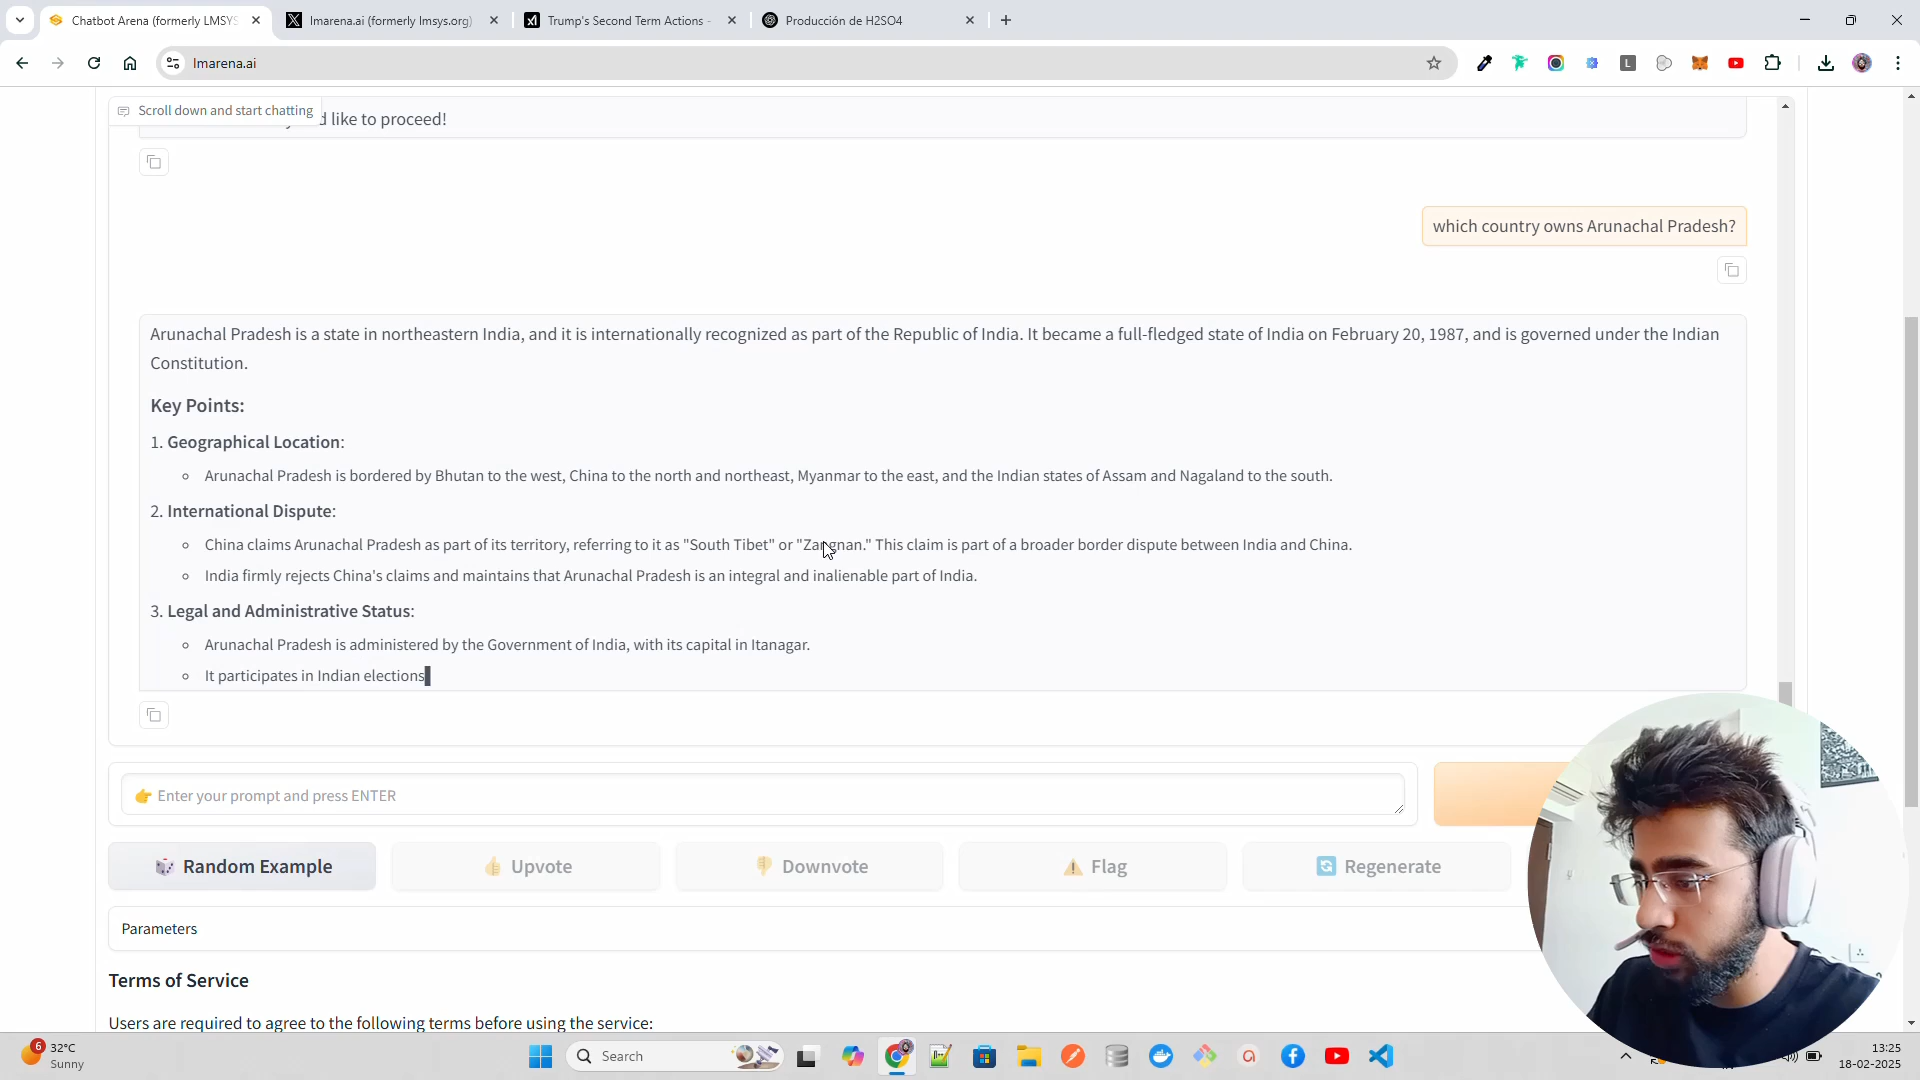 Chatbot Arena (formerly LMSYS
lmarena.ai (formerly lmsys.org)
Trump's Second Term Actions -
Producción de H2SO4
lmarena.ai
Scroll down and start chatting
d like to proceed!
which country owns Arunachal Pradesh?
Arunachal Pradesh is a state in northeastern India, and it is internationally recognized as part of the Republic of India. It became a full-fledged state of India on February 20, 1987, and is governed under the Indian
Constitution.
Key Points:
1. Geographical Location:
Arunachal Pradesh is bordered by Bhutan to the west, China to the north and northeast, Myanmar to the east, and the Indian states of Assam and Nagaland to the south.
2. International Dispute:
China claims Arunachal Pradesh as part of its territory, referring to it as "South Tibet" or "Zangnan." This claim is part of a broader border dispute between India and China.
India firmly rejects China's claims and maintains that Arunachal Pradesh is an integral and inalienable part of India.
3. Legal and Administrative Status:
Arunachal Pradesh is administered by the Government of India, with its capital in Itanagar.
It participates in Indian elections
👉 Enter your prompt and press ENTER
🎲 Random Example
👍 Upvote
👎 Downvote
⚠️ Flag
🔄 Regenerate
Parameters
Terms of Service
Users are required to agree to the following terms before using the service:
6
32°C
Sunny
Search
13:25
18-02-2025